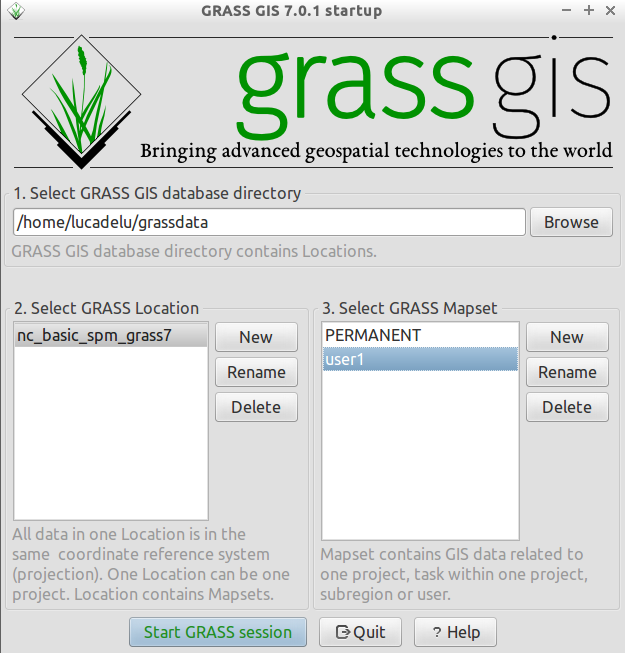 GRASS GIS 7.0.1 startup
grass gis
Bringing advanced geospatial technologies to the world
1. Select GRASS GIS database directory
/home/lucadelu/grassdata
Browse
GRASS GIS database directory contains Locations.
2. Select GRASS Location
nc_basic_spm_grass7
New
Rename
Delete
All data in one Location is in the
same  coordinate reference system
(projection). One Location can be one
project. Location contains Mapsets.
3. Select GRASS Mapset
PERMANENT
user1
New
Rename
Delete
Mapset contains GIS data related to
one project, task within one project,
subregion or user.
Start GRASS session
Quit
? Help